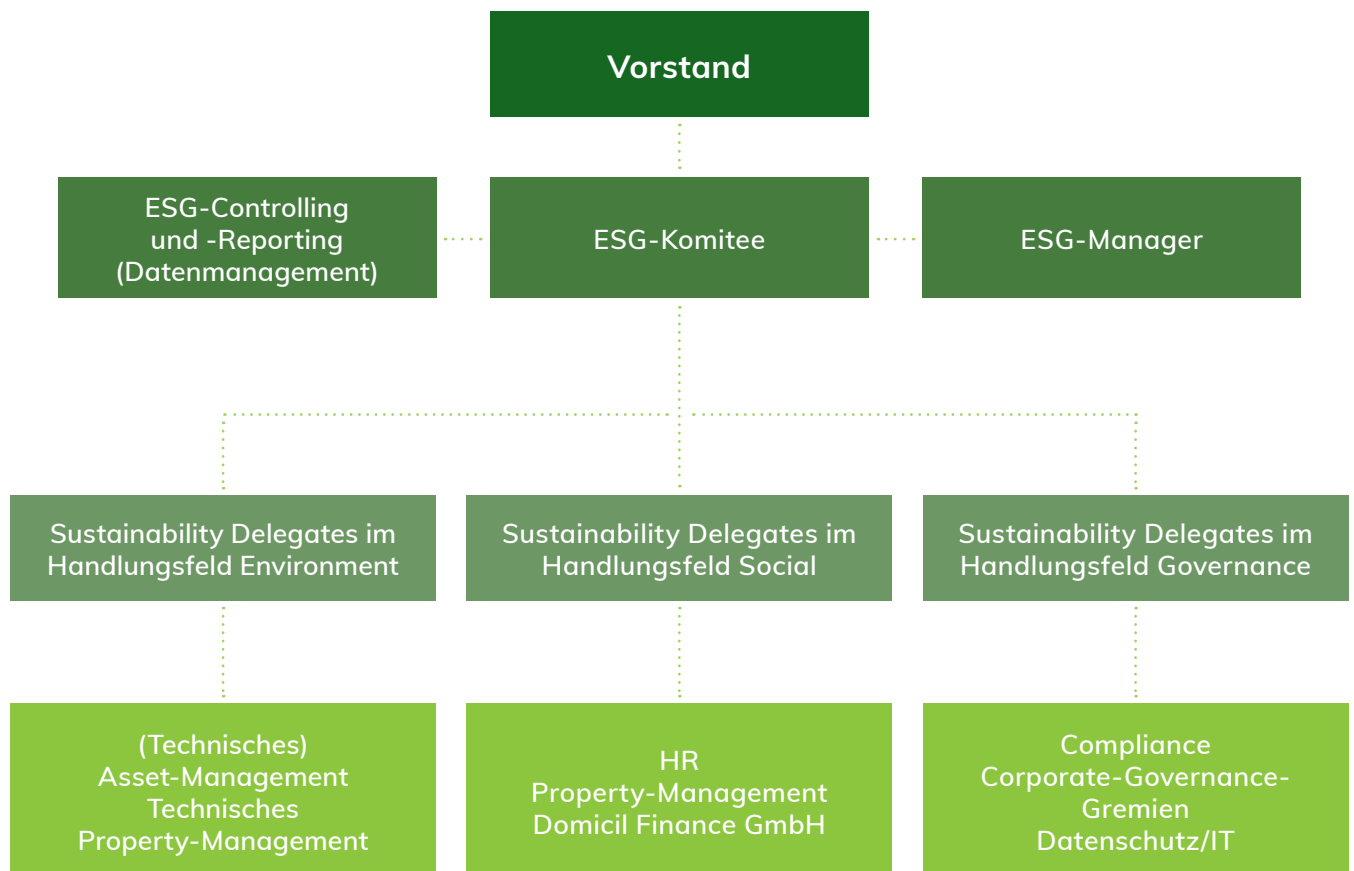 Vorstand
ESG-Controlling
und -Reporting
(Datenmanagement)
ESG-Komitee
ESG-Manager
Sustainability Delegates im
Handlungsfeld Environment
Sustainability Delegates im
Handlungsfeld Social
Sustainability Delegates im
Handlungsfeld Governance
(Technisches)
Asset-Management
Technisches
Property-Management
HR
Property-Management
Domicil Finance GmbH
Compliance
Corporate-Governance-
Gremien
Datenschutz/IT